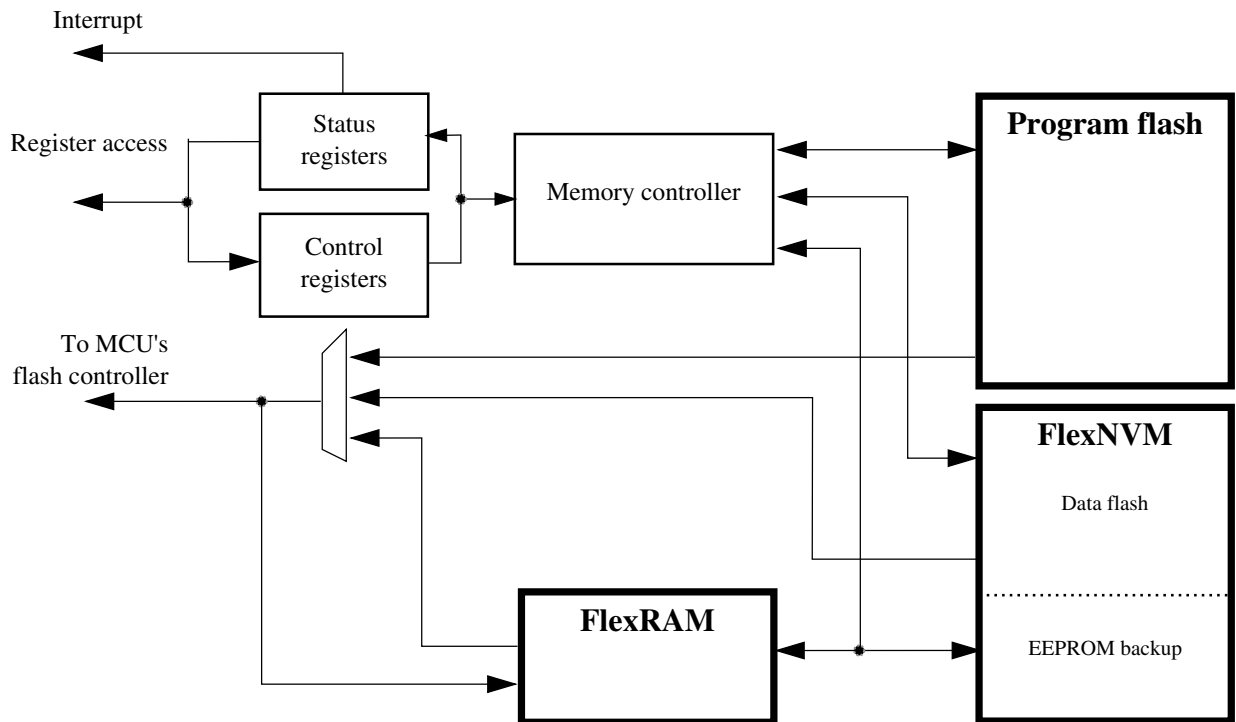 Interrupt
Register access
Status
registers
Control
registers
Memory controller
Program flash
To MCU's
flash controller
FlexNVM
Data flash
EEPROM backup
FlexRAM